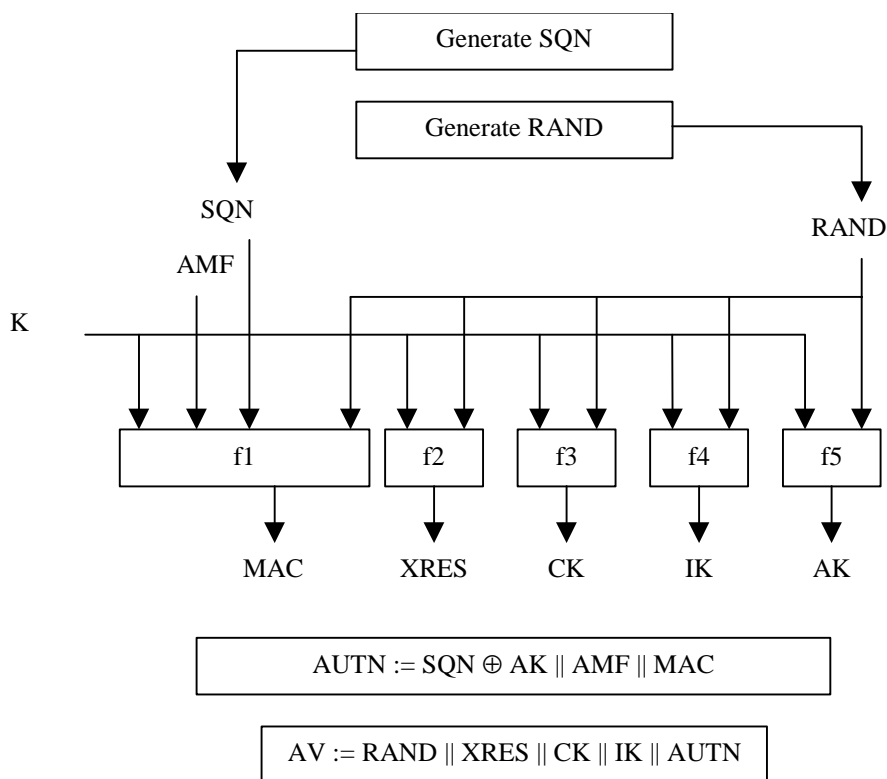 Generate SQN
Generate RAND
SQN
RAND
AMF
K
f1 f2 f3 f4 f5
MAC XRES CK IK AK
AUTN := SQN ⊕ AK || AMF || MAC
AV := RAND || XRES || CK || IK || AUTN